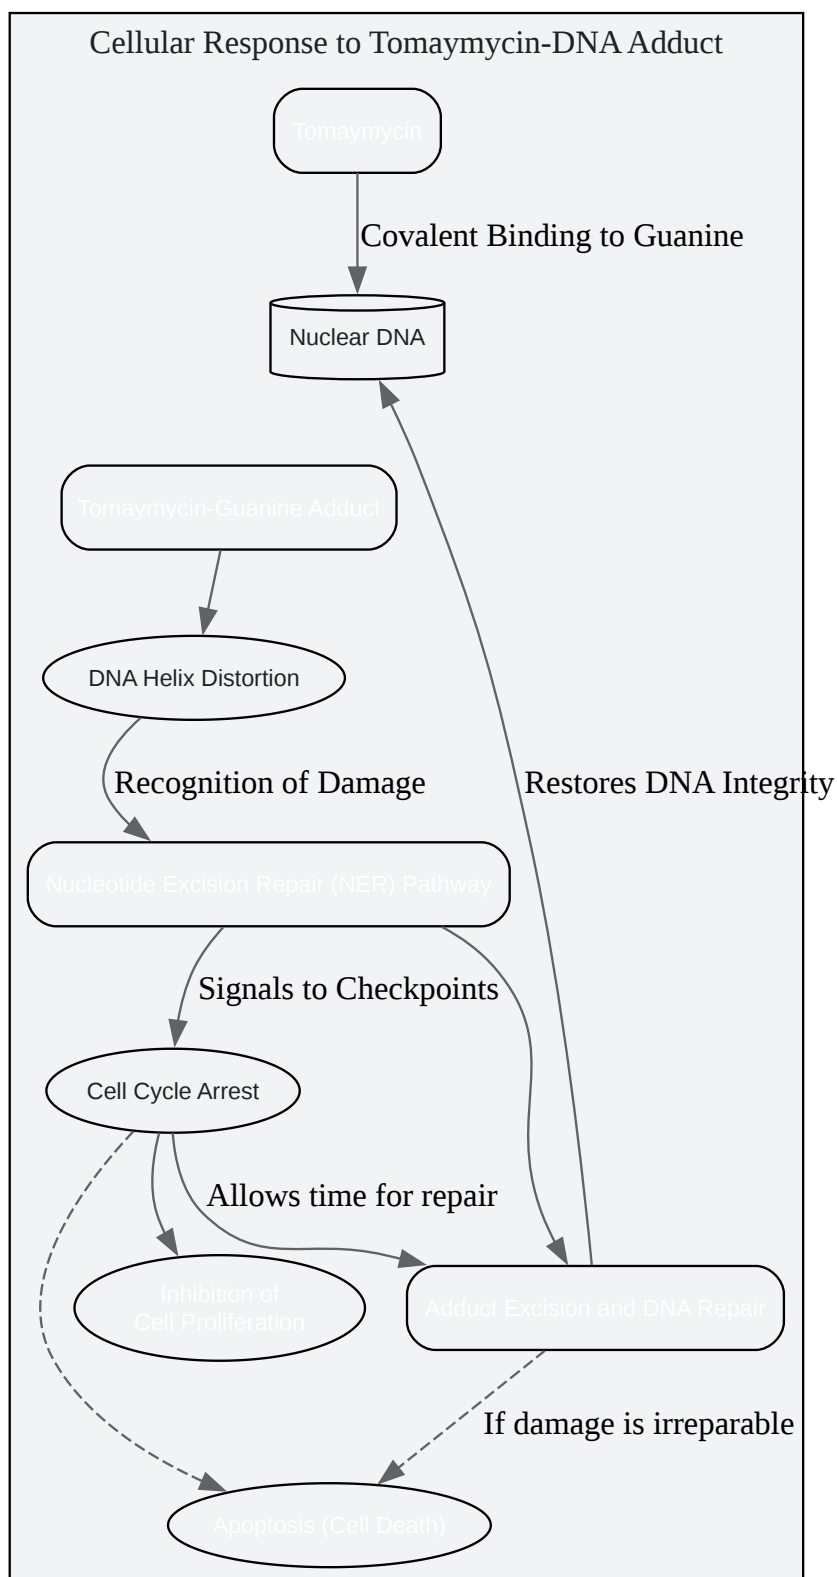 Cellular Response to Tomaymycin-DNA Adduct
Tomaymycin
Covalent Binding to Guanine
Nuclear DNA
Tomaymycin-Guanine Adduct
DNA Helix Distortion
Recognition of Damage
Restores DNA Integrity
Nucleotide Excision Repair (NER) Pathway
Signals to Checkpoints
Cell Cycle Arrest
Allows time for repair
Inhibition of
Cell Proliferation
Adduct Excision and DNA Repair
If damage is irreparable
Apoptosis (Cell Death)